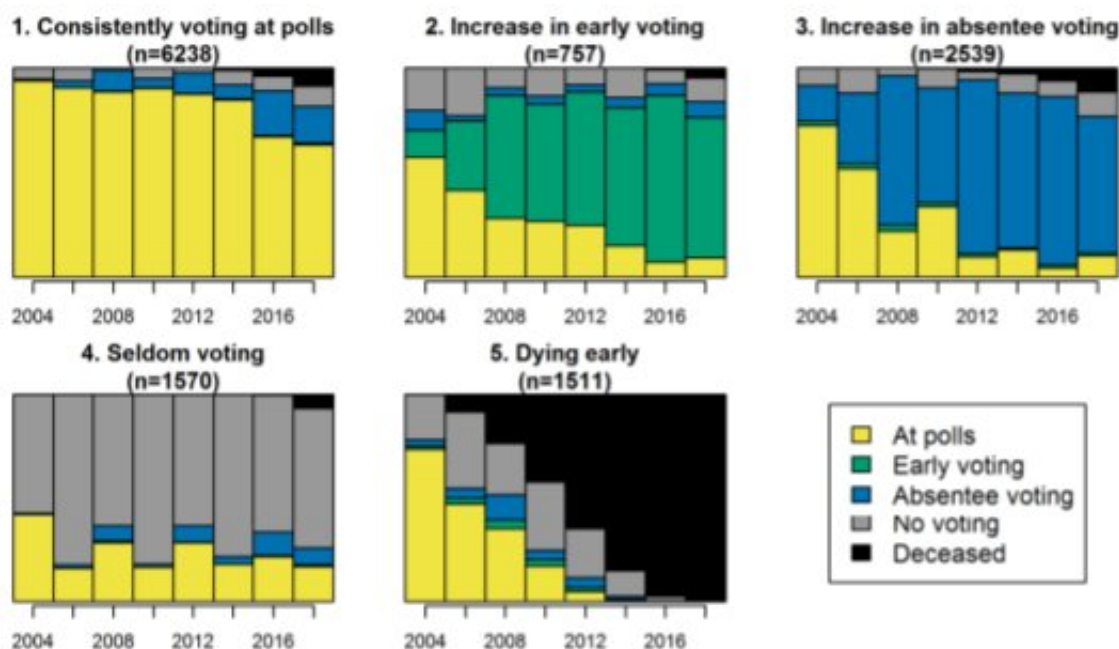 1. Consistently voting at polls
(n=6238)
2. Increase in early voting
(n=757)
3. Increase in absentee voting
(n=2539)
2004 2008 2012 2016
2004 2008 2012 2016
2004 2008 2012 2016
4. Seldom voting
(n=1570)
5. Dying early
(n=1511)
At polls
Early voting
Absentee voting
No voting
Deceased
2004 2008 2012 2016
2004 2008 2012 2016